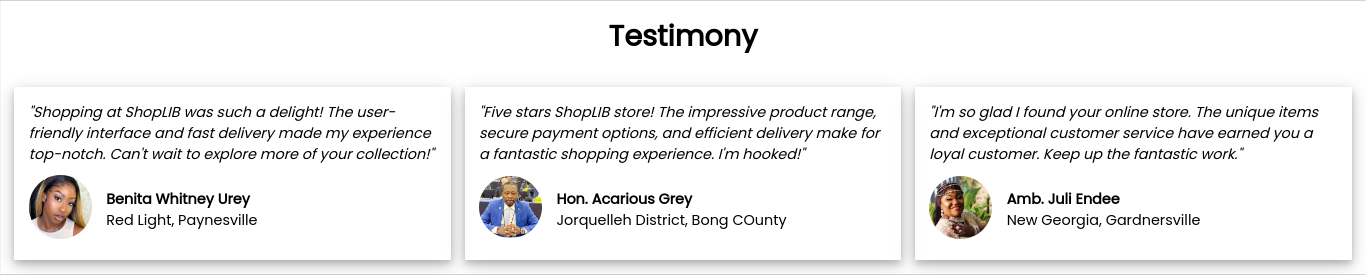 Testimony
"Shopping at ShopLIB was such a delight! The user-
friendly interface and fast delivery made my experience
top-notch. Can't wait to explore more of your collection!"
Benita Whitney Urey
Red Light, Paynesville
"Five stars ShopLIB store! The impressive product range,
secure payment options, and efficient delivery make for
a fantastic shopping experience. I'm hooked!"
Hon. Acarious Grey
Jorquelleh District, Bong COunty
"I'm so glad I found your online store. The unique items
and exceptional customer service have earned you a
loyal customer. Keep up the fantastic work."
Amb. Juli Endee
New Georgia, Gardnersville